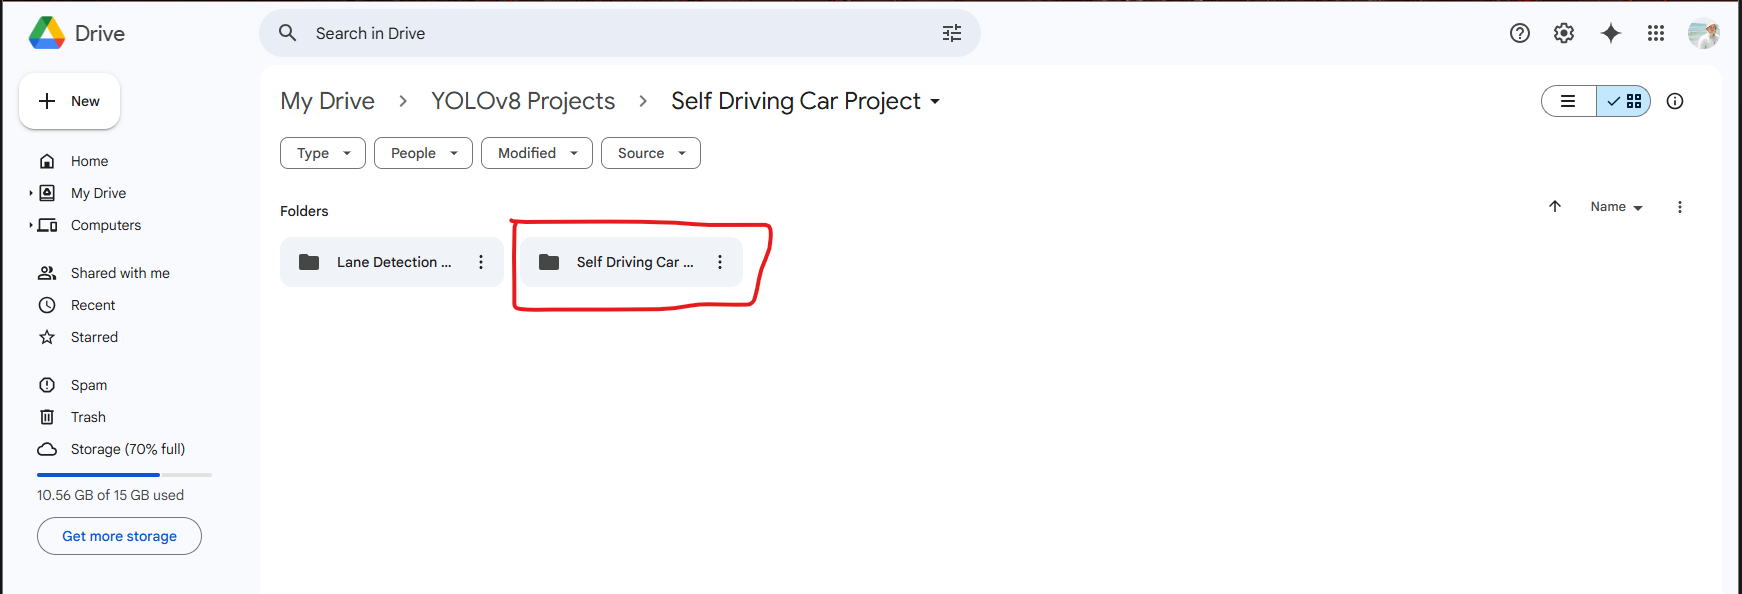 Drive
Search in Drive
New
My Drive > YOLOv8 Projects > Self Driving Car Project
Type
People
Modified
Source
Home
My Drive
Computers
Shared with me
Recent
Starred
Spam
Trash
Storage (70% full)
10.56 GB of 15 GB used
Get more storage
Folders
Name
Lane Detection ...
Self Driving Car ...